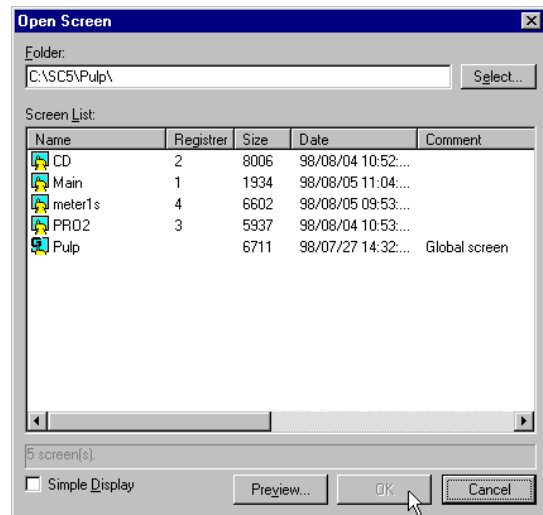 Open Screen
Folder:
C:\SC5\Pulp\
Select...
Screen List:
Name Registrer Size Date Comment
CD 2 8006 98/08/04 10:52:...
Main 1 1934 98/08/05 11:04:...
meter1s 4 6602 98/08/05 09:53:...
PRO2 3 5937 98/08/04 10:53:...
Pulp 6711 98/07/27 14:32:... Global screen
5 screen(s).
Simple Display Preview... OK Cancel